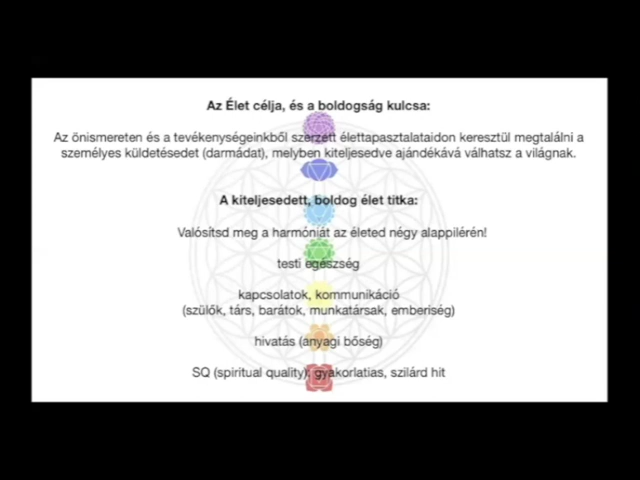 Az Élet célja, és a boldogság kulcsa:
Az önismereten és a tevékenységeinkből szerzett élettapasztalataidon keresztül megtalálni a
személyes küldetésedet (darmádat), melyben kiteljesedve ajándékává válhatsz a világnak.
A kiteljesedett, boldog élet titka:
Valósítsd meg a harmóniát az életed négy alappilérén!
testi egészség
kapcsolatok, kommunikáció
(szülők, társ, barátok, munkatársak, emberiség)
hivatás (anyagi bőség)
SQ (spiritual quality): gyakorlatias, szilárd hit